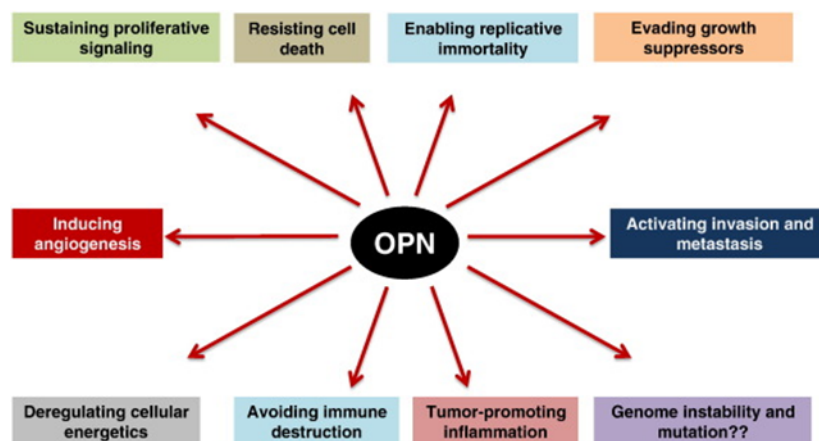 Sustaining proliferative
signaling
Resisting cell
death
Enabling replicative
immortality
Evading growth
suppressors
Inducing
angiogenesis
OPN
Activating invasion and
metastasis
Deregulating cellular
energetics
Avoiding immune
destruction
Tumor-promoting
inflammation
Genome instability and
mutation??